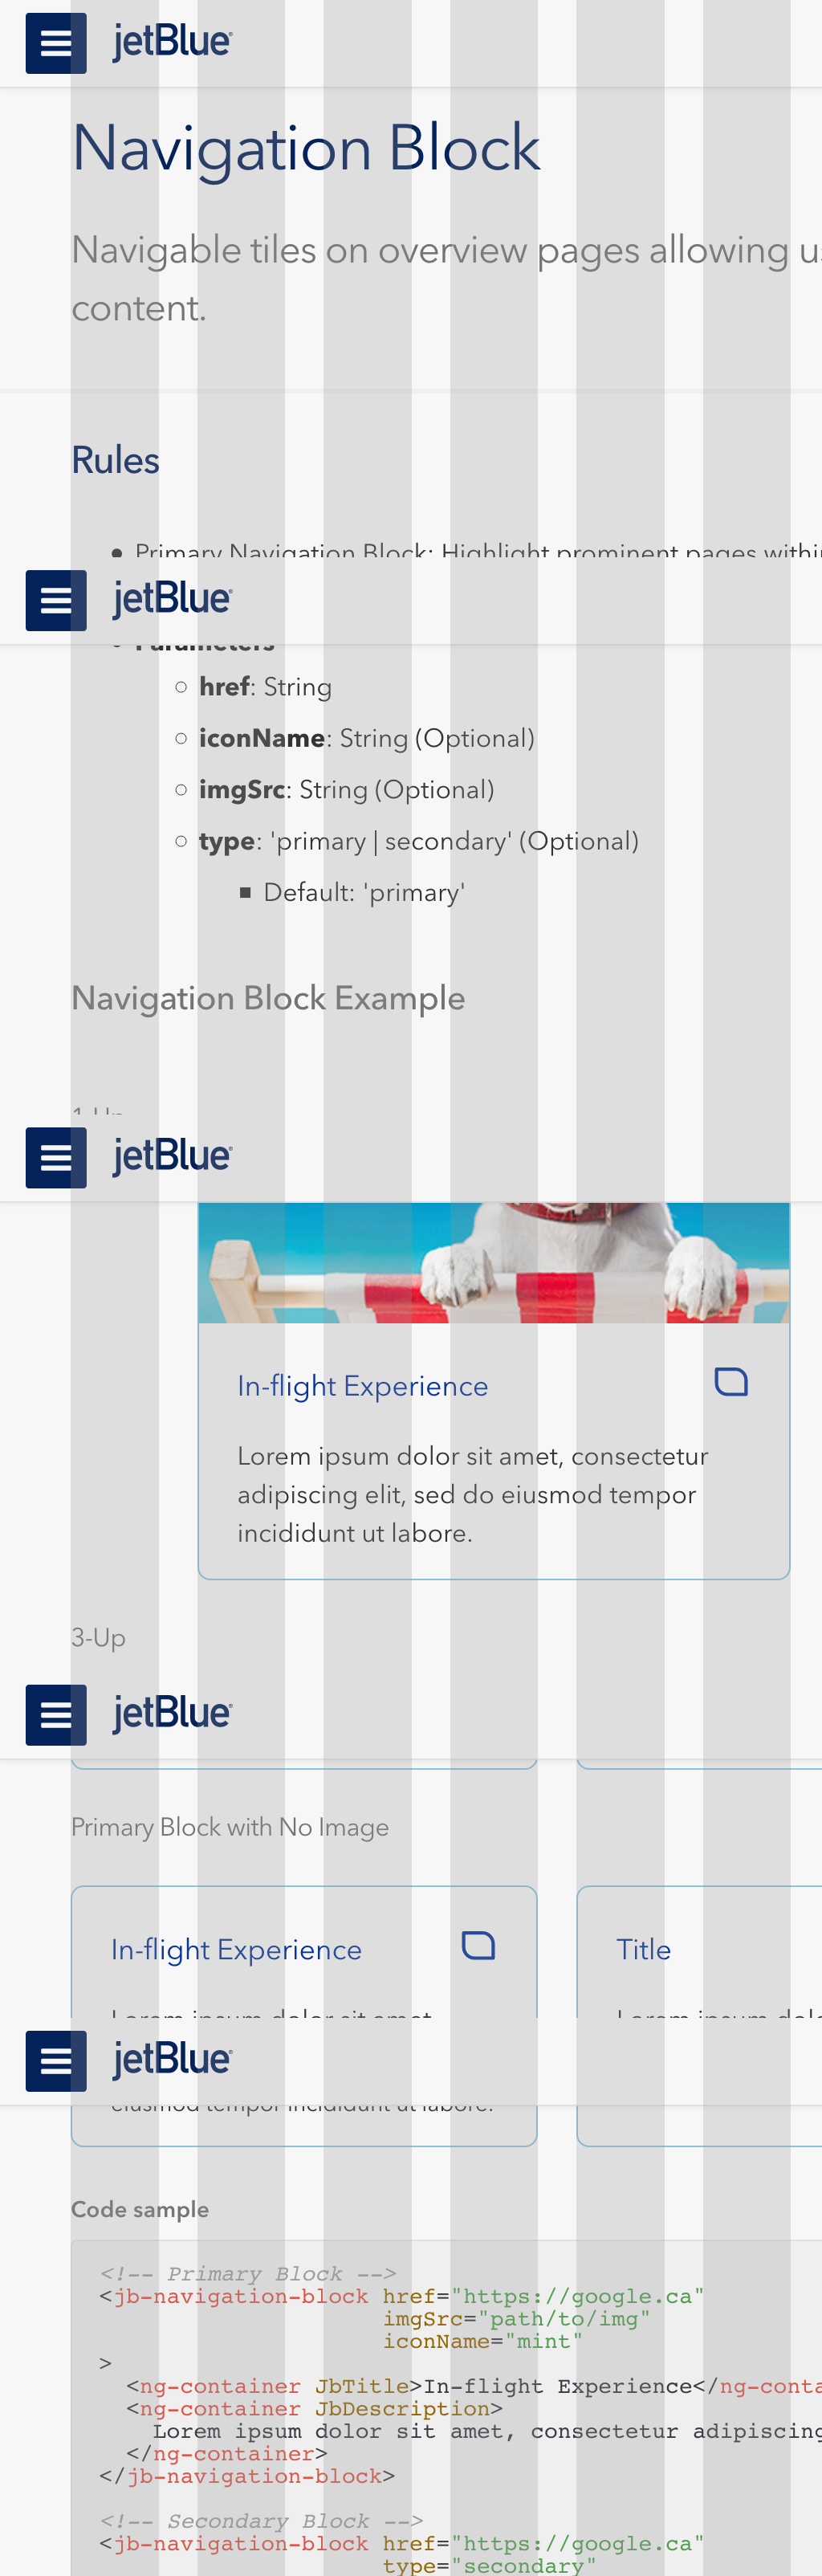 jetBlue
Navigation Block
Navigable tiles on overview pages allowing
content.
Rules
• Primary Navigation Block: Highlight prominent pages
jetBlue
• Parameters
○ href: String
○ iconName: String (Optional)
○ imgSrc: String (Optional)
○ type: 'primary | secondary' (Optional)
■ Default: 'primary'
Navigation Block Example
1-Up
jetBlue
In-flight Experience
Lorem ipsum dolor sit amet, consectetur
adipiscing elit, sed do eiusmod tempor
incididunt ut labore.
3-Up
jetBlue
Primary Block with No Image
In-flight Experience
Title
Lorem ipsum dolor sit amet
Lorem ipsum
jetBlue
eiusmod tempor incididunt ut labore.
Code sample
<!-- Primary Block -->
<jb-navigation-block href="https://google.ca"
imgSrc="path/to/img"
iconName="mint"
>
<ng-container JbTitle>In-flight Experience</ng-conta
<ng-container JbDescription>
Lorem ipsum dolor sit amet, consectetur adipiscing
</ng-container>
</jb-navigation-block>
<!-- Secondary Block -->
<jb-navigation-block href="https://google.ca"
type="secondary"